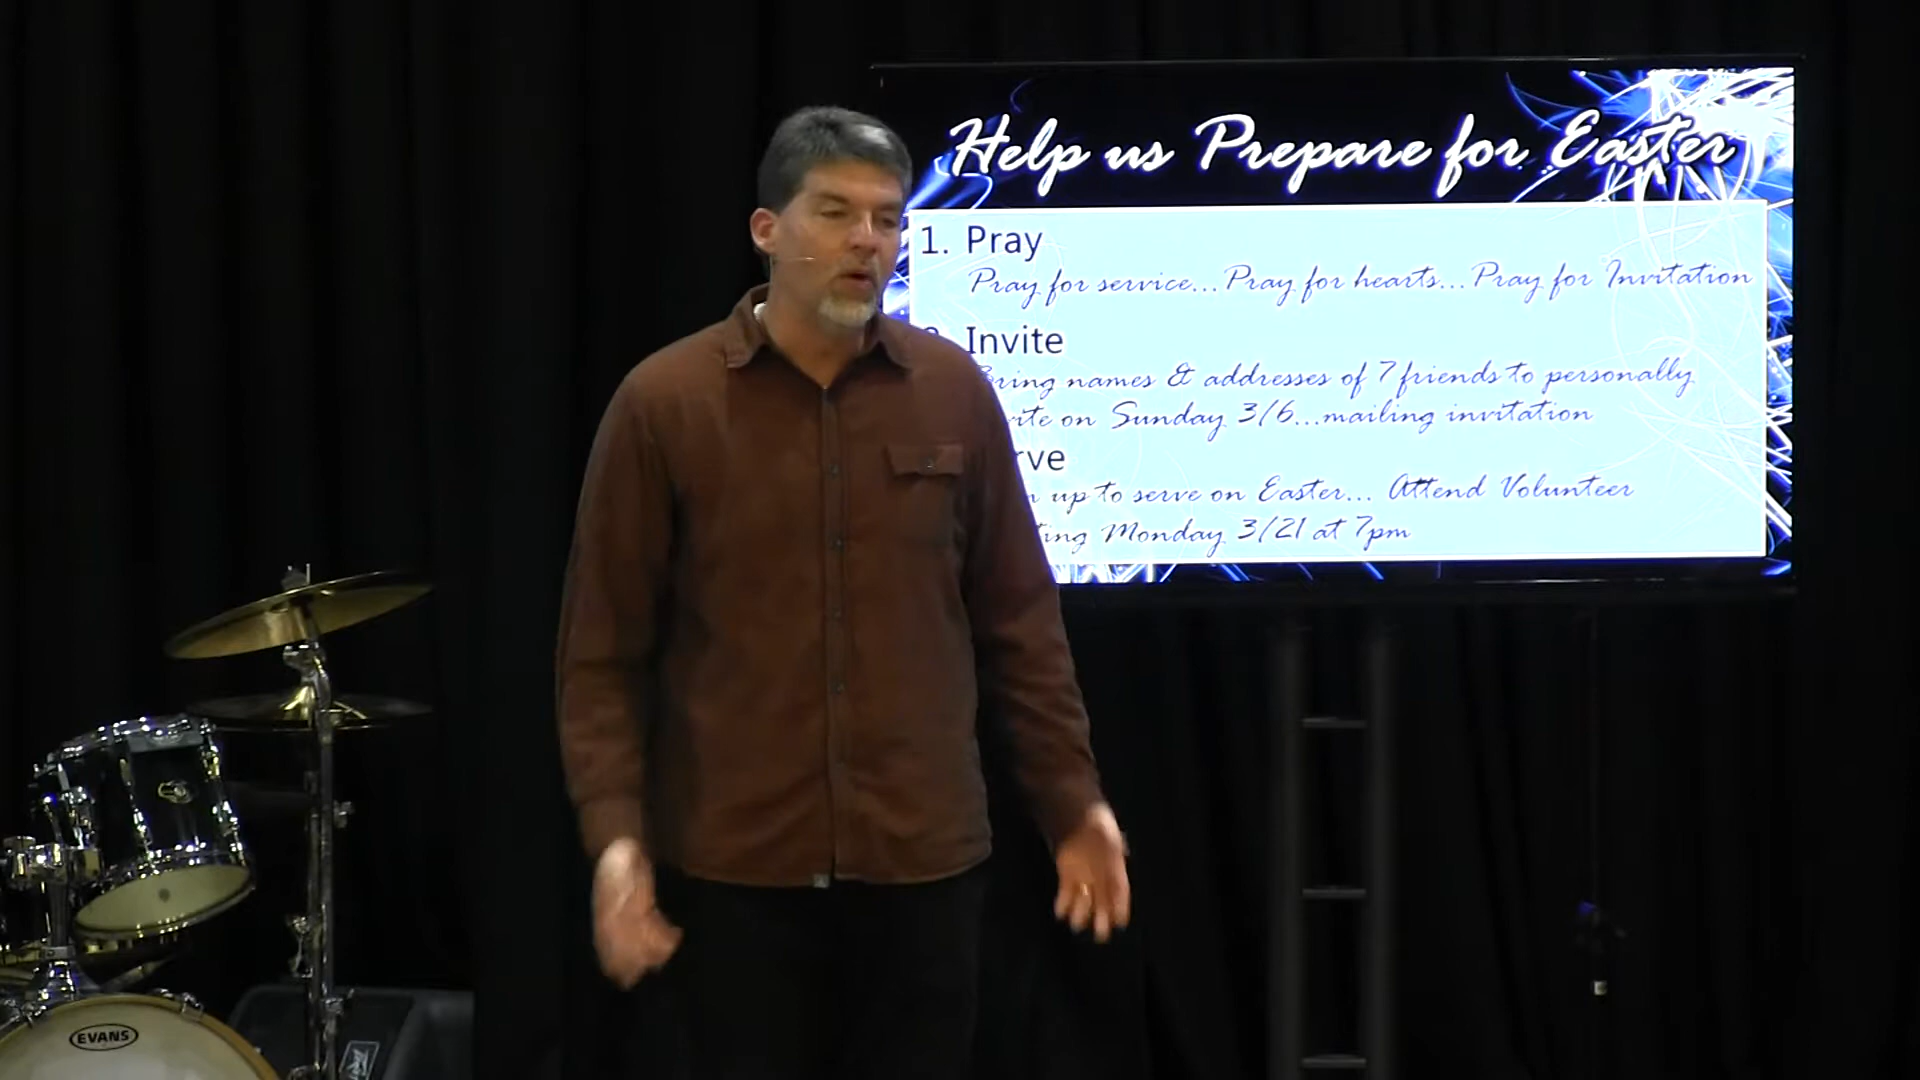 Help us Prepare for Easter
1. Pray
Pray for service...Pray for hearts...Pray for Invitation
Invite
Bring names & addresses of 7 friends to personally
on Sunday 3/6...mailing invitation
up to serve on Easter... Attend Volunteer
Monday 3/21 at 7pm
EVANS